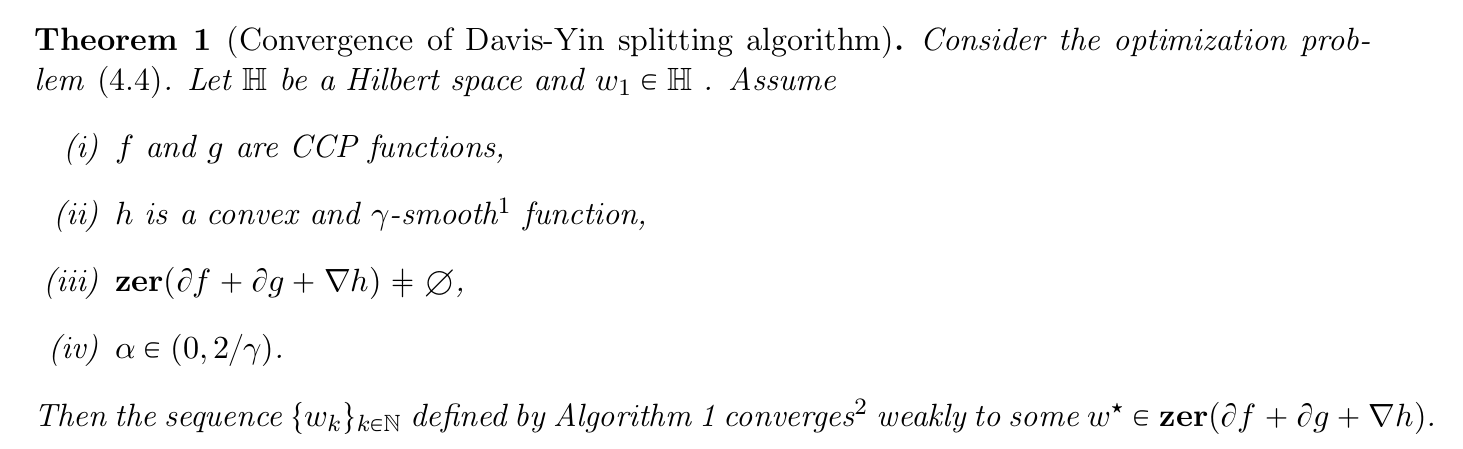 Theorem 1 (Convergence of Davis-Yin splitting algorithm). Consider the optimization prob-
lem (4.4). Let ℍ be a Hilbert space and w₁ ∈ ℍ . Assume
(i) f and g are CCP functions,
(ii) h is a convex and γ-smooth¹ function,
(iii) zer(∂f + ∂g + ∇h) ≠ ∅,
(iv) α ∈ (0, 2/γ).
Then the sequence {wₖ}ₖ∈ℕ defined by Algorithm 1 converges² weakly to some w⋆ ∈ zer(∂f + ∂g + ∇h).